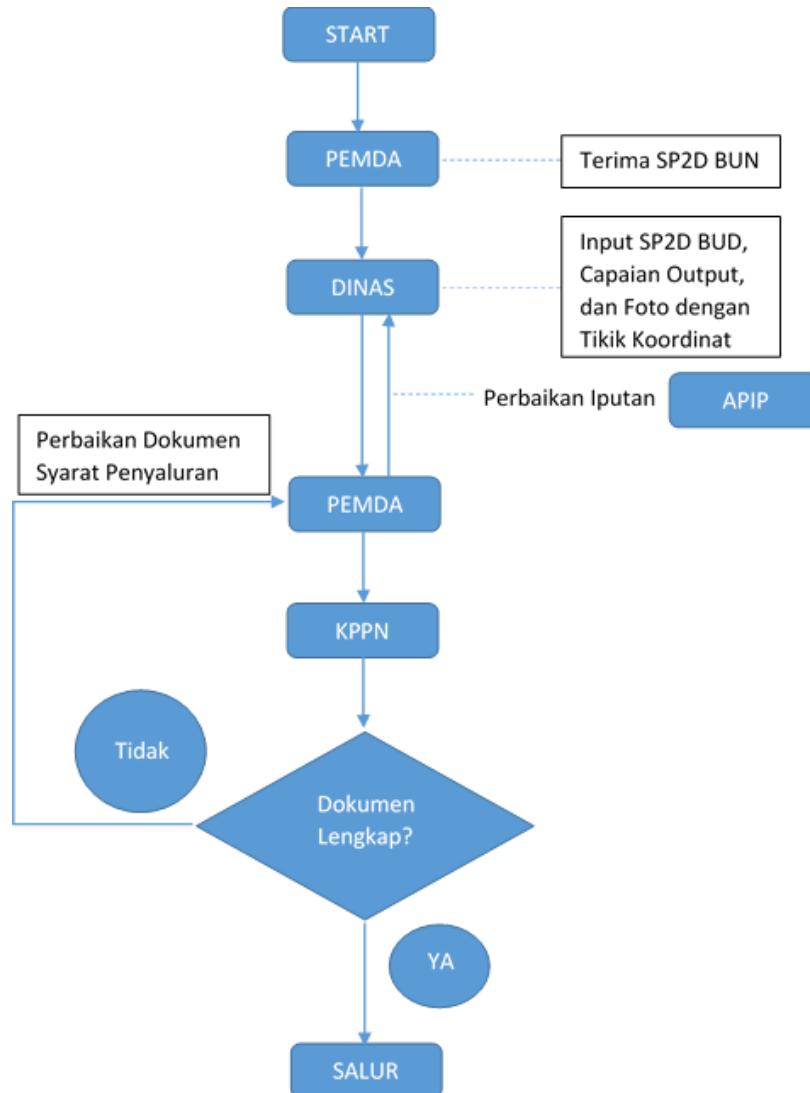 START
PEMDA
Terima SP2D BUN
DINAS
Input SP2D BUD,
Capaian Output,
dan Foto dengan
Tikik Koordinat
Perbaikan Iputan
APIP
Perbaikan Dokumen
Syarat Penyaluran
PEMDA
KPPN
Tidak
Dokumen
Lengkap?
YA
SALUR